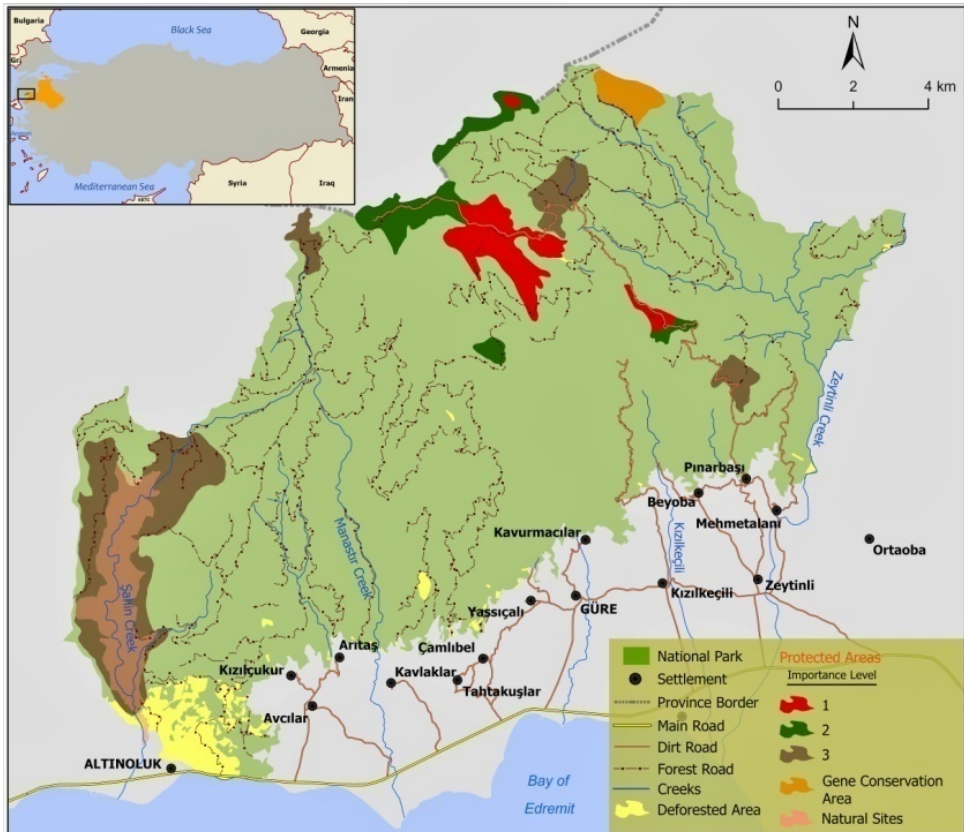 Bulgaria
Black Sea
Georgia
Gr.
Armenia
Iran
Mediterranean Sea
KKTC
Syria
Iraq
N
0 2 4 km
Zeytinli Creek
Pınarbaşı
Beyoba
Mehmetalanı
Kavurmacılar
Kızılkeçili
Ortaoba
Manastır Creek
Şahin Creek
Zeytinli
Kızılkeçili
GÜRE
Yassıçalı
Arıtaş
Çamlıbel
Kızılçukur
Kavlaklar
Tahtakuşlar
Avcılar
ALTINOLUK
Bay of
Edremit
National Park
Settlement
Province Border
Main Road
Dirt Road
Forest Road
Creeks
Deforested Area
Protected Areas
Importance Level
1
2
3
Gene Conservation
Area
Natural Sites